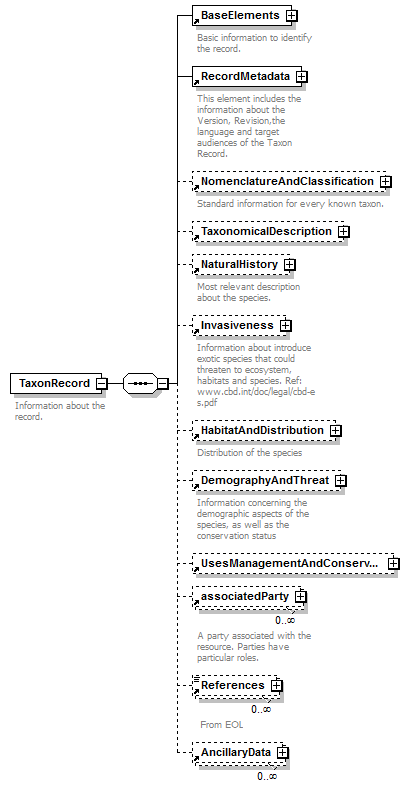 BaseElements
Basic information to identify
the record.
RecordMetadata
This element includes the
information about the
Version, Revision,the
language and target
audiences of the Taxon
Record.
NomenclatureAndClassification
Standard information for every known taxon.
TaxonomicalDescription
NaturalHistory
Most relevant description
about the species.
Invasiveness
Information about introduce
exotic species that could
threaten to ecosystem,
habitats and species. Ref:
www.cbd.int/doc/legal/cbd-e
s.pdf
TaxonRecord
Information about the
record.
HabitatAndDistribution
Distribution of the species
DemographyAndThreat
Information concerning the
demographic aspects of the
species, as well as the
conservation status
UsesManagementAndConserv...
associatedParty
0..∞
A party associated with the
resource. Parties have
particular roles.
References
0..∞
From EOL
AncillaryData
0..∞